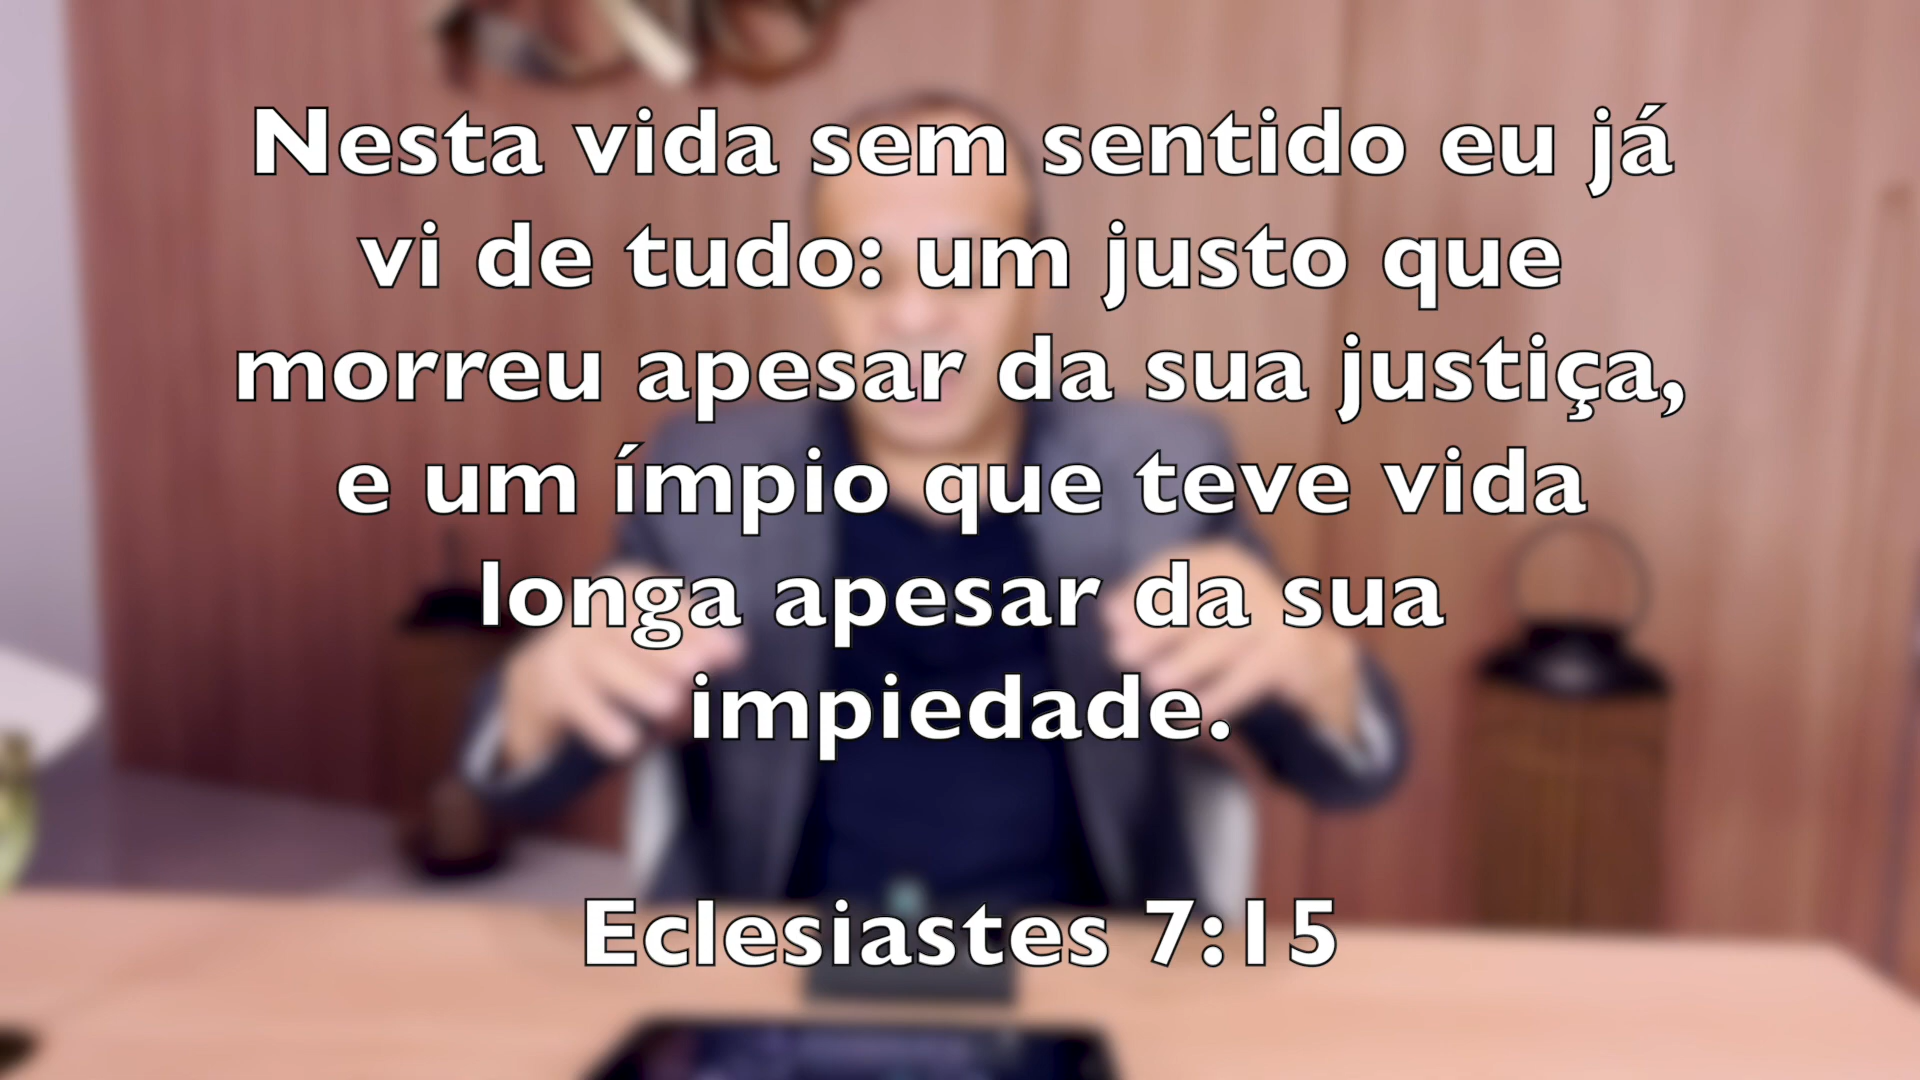 Nesta vida sem sentido eu já
vi de tudo: um justo que
morreu apesar da sua justiça,
e um ímpio que teve vida
longa apesar da sua
impiedade.
Eclesiastes 7:15